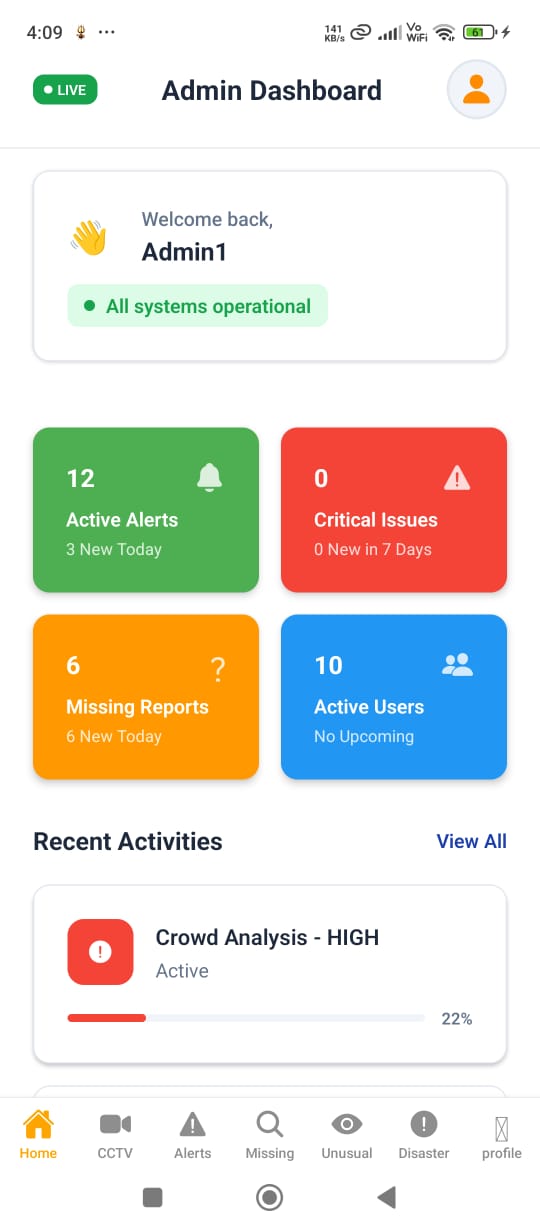 4:09 ... 141 KB/s Vo WiFi 61
LIVE
Admin Dashboard
Welcome back,
Admin1
All systems operational
12
Active Alerts
3 New Today
0
Critical Issues
0 New in 7 Days
6
?
Missing Reports
6 New Today
10
Active Users
No Upcoming
Recent Activities
View All
Crowd Analysis - HIGH
Active
22%
Home
CCTV
Alerts
Missing
Unusual
Disaster
profile